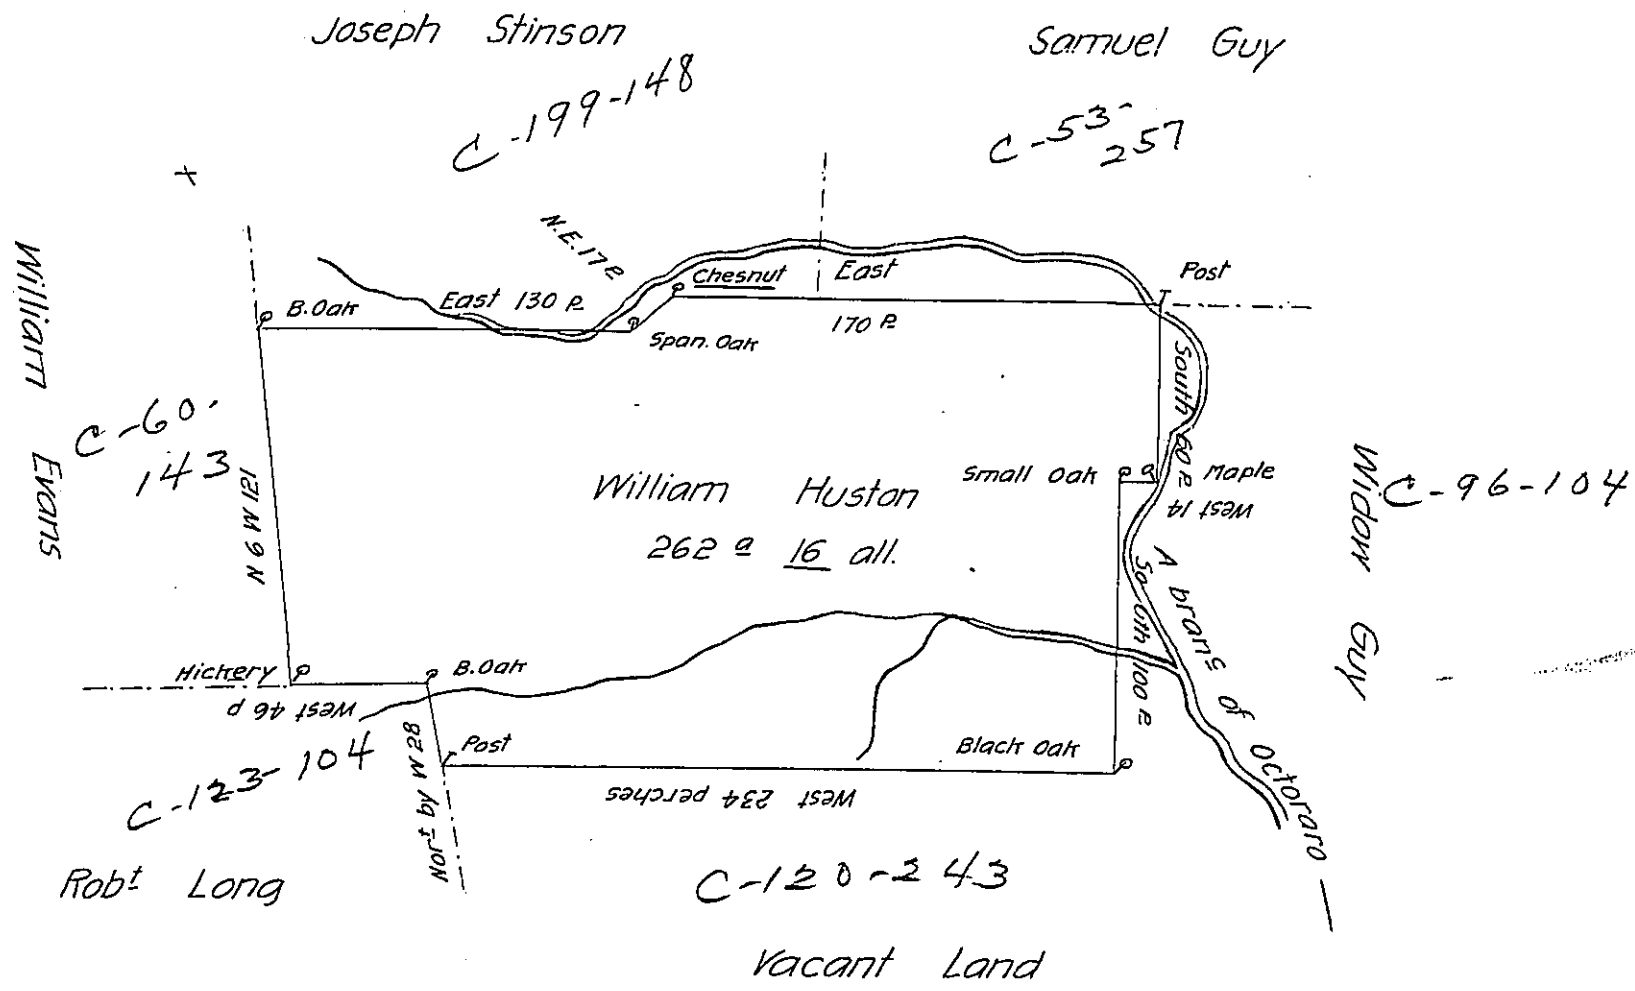 Joseph Stinson
Samuel Guy
C-199-148
C-53-
257
N.E. 17 P
Chesnut
East
Post
B. Oak
East 130 P
Span. Oak
170 P
South 60 P
William Evans
C-60-
143
N 9 W 121
William Huston
262 a 16 all.
Small Oak
Maple
West 14
Widow Guy
C-96-104
A branc of Octoraro
South 100 P
Hickery
B. Oak
West 46 p
C-123-104
Nor t by W 28
Post
Black Oak
West 234 perches
Robt Long
C-120-243
Vacant Land